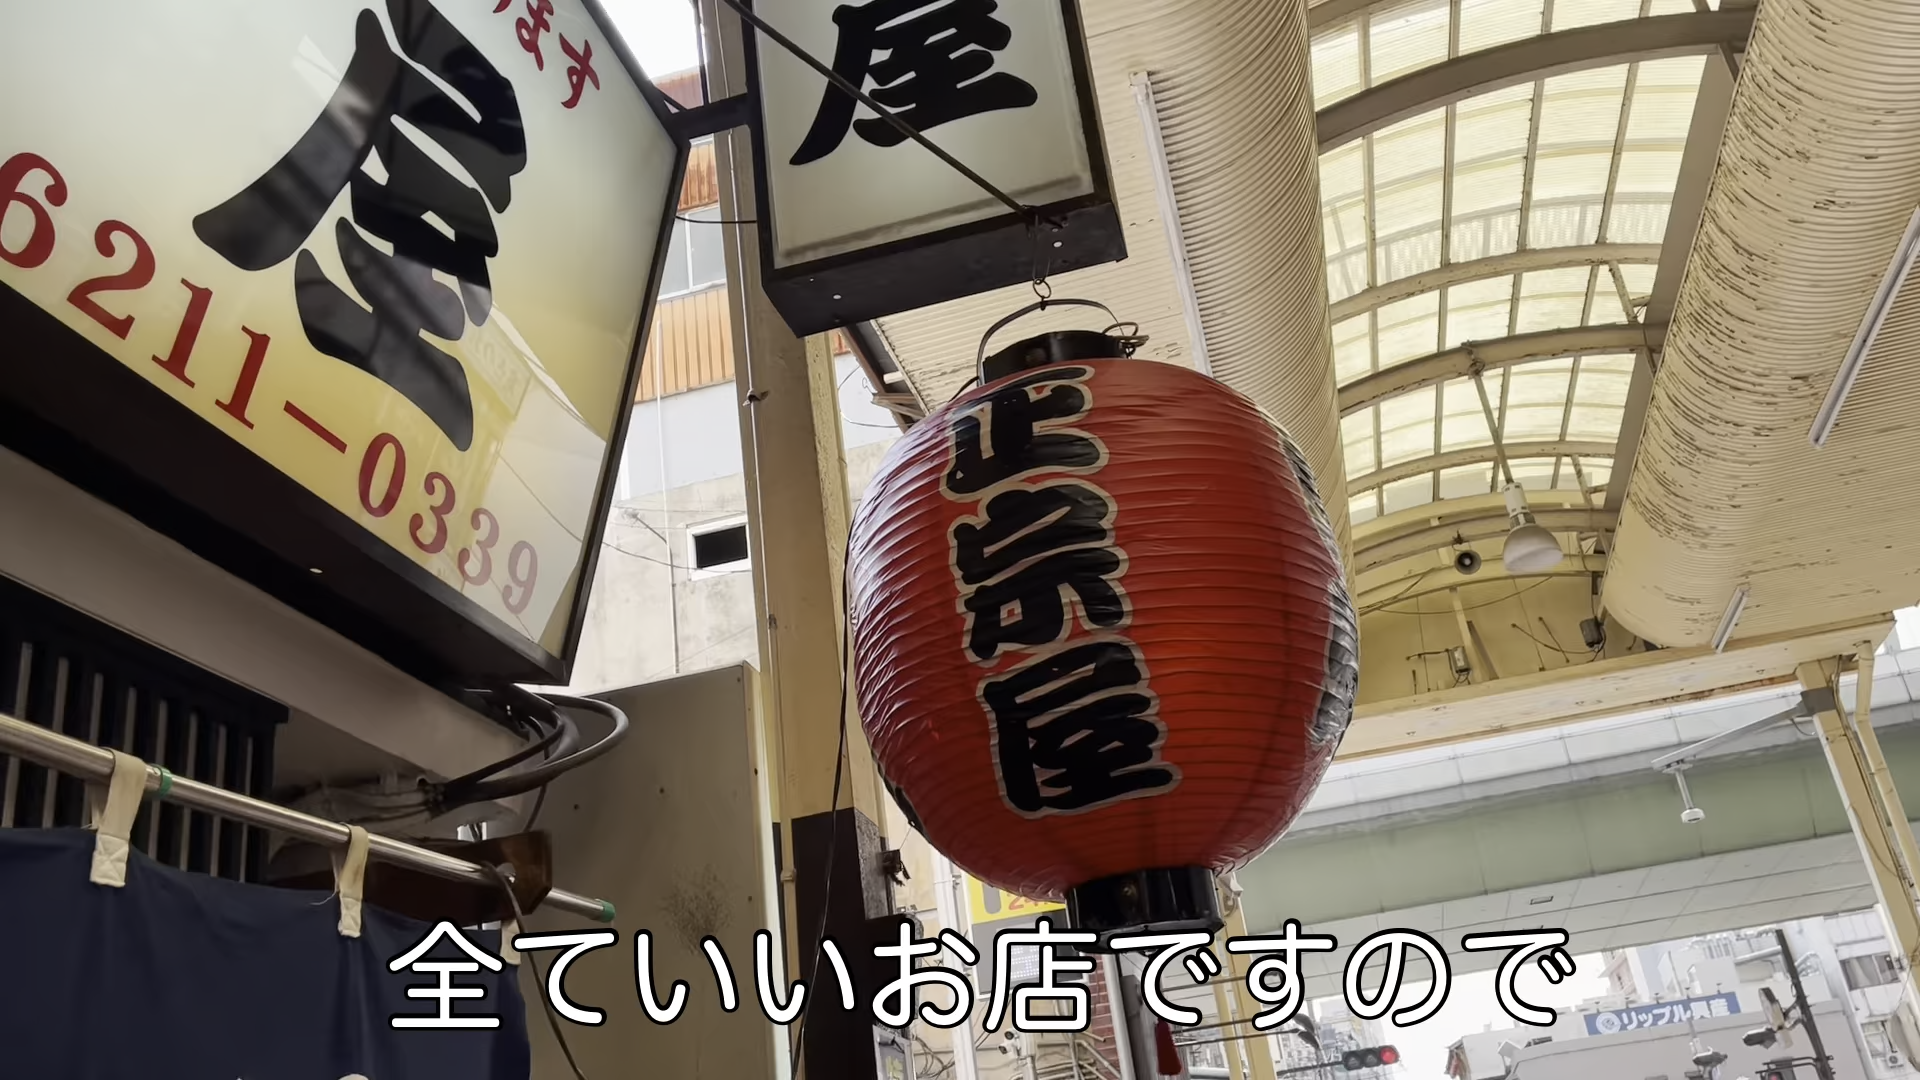 ます
屋
6211-0339
屋
正宗屋
リップル興産
全ていいお店ですので